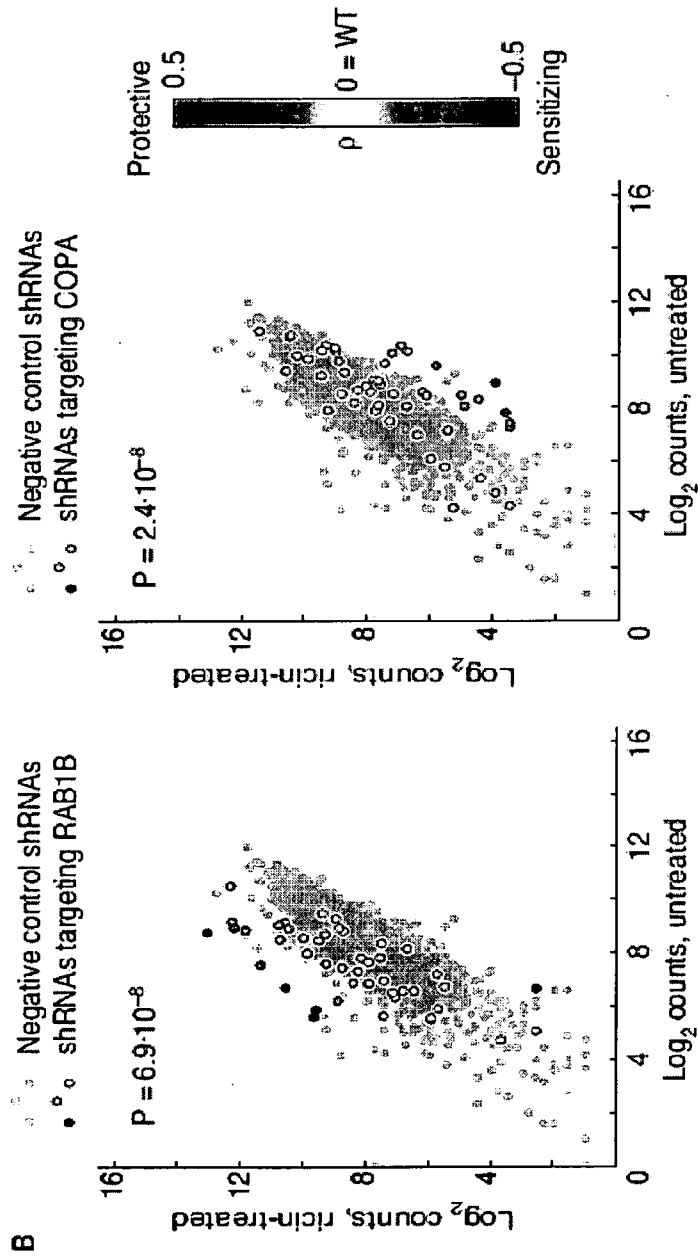 B
Negative control shRNAs
shRNAs targeting RAB1B
P = 6.9·10⁻⁸
Log₂ counts, ricin-treated
16
12
8
4
0
4
8
12
16
Log₂ counts, untreated
Negative control shRNAs
shRNAs targeting COPA
P = 2.4·10⁻⁸
Log₂ counts, ricin-treated
16
12
8
4
0
4
8
12
16
Log₂ counts, untreated
Protective
0.5
ρ
0 = WT
–0.5
Sensitizing